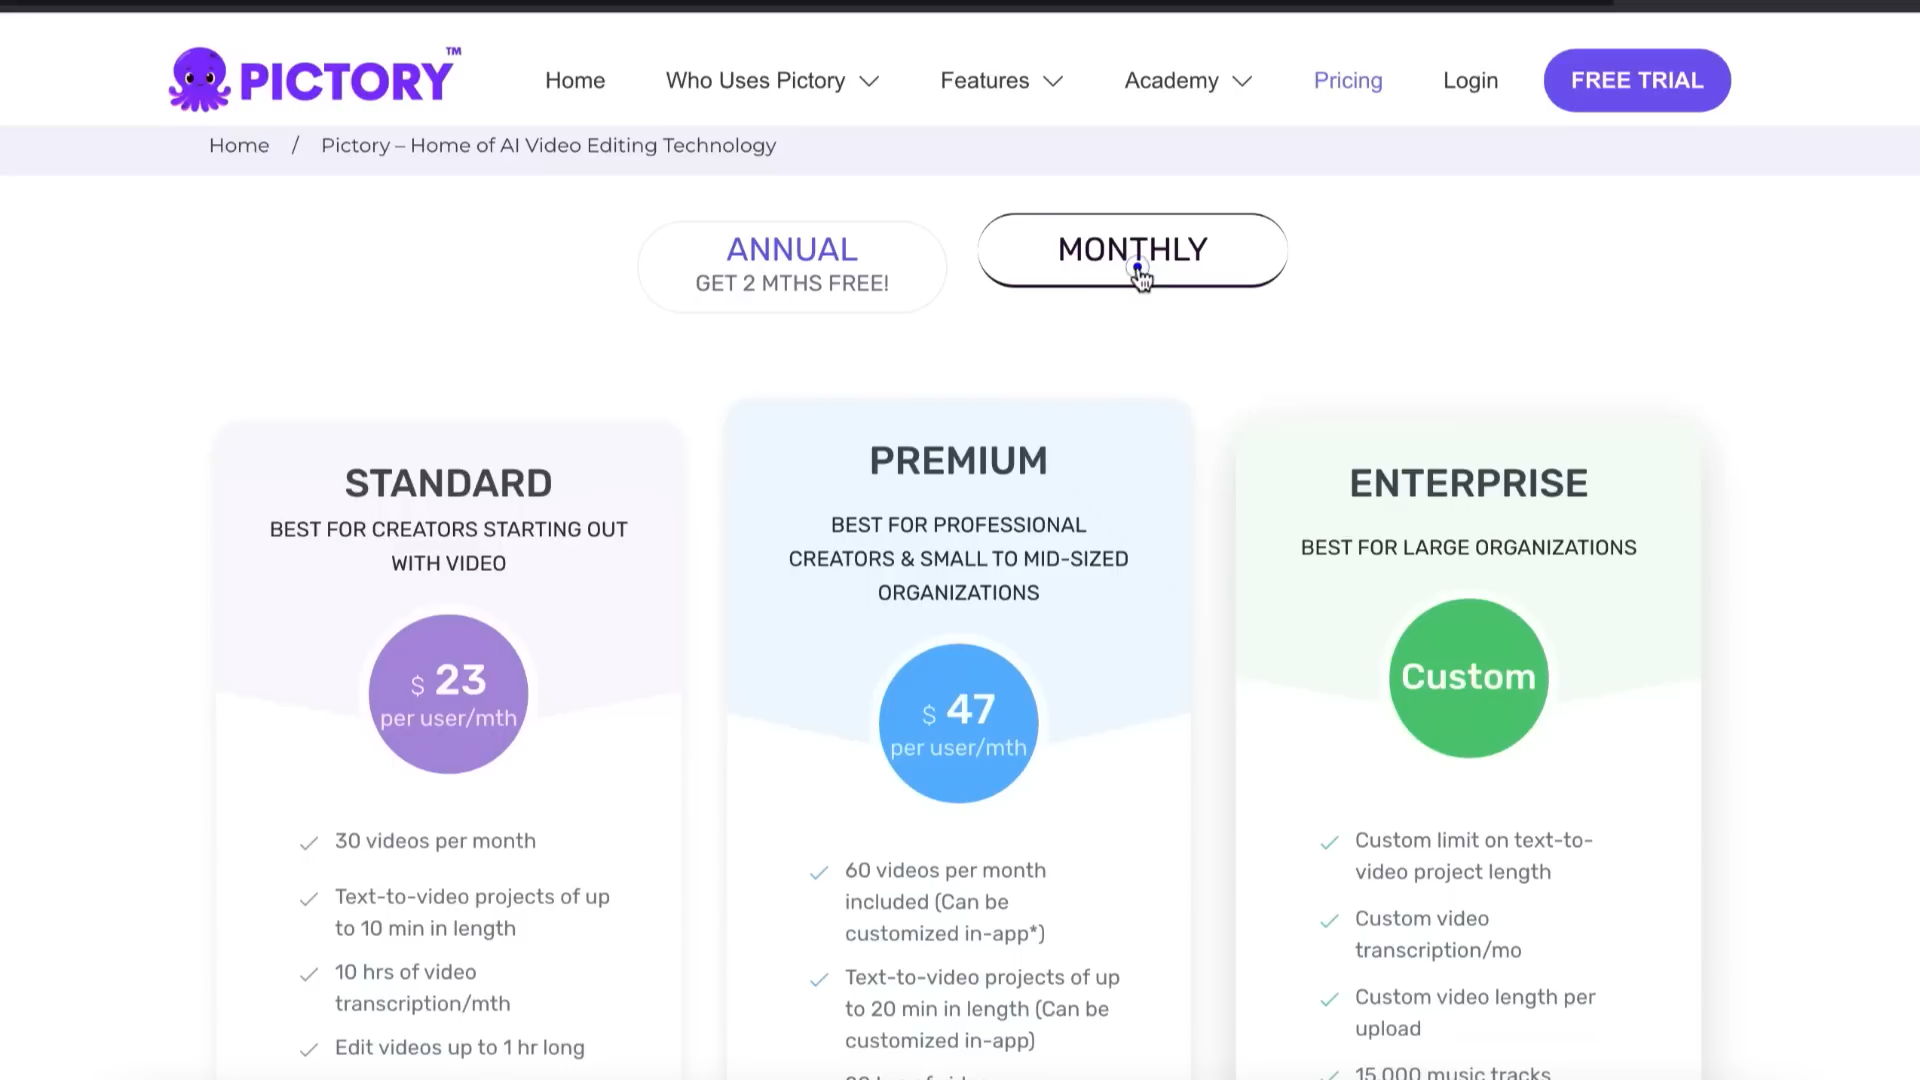 PICTORY™
Home
Who Uses Pictory
Features
Academy
Pricing
Login
FREE TRIAL
Home / Pictory – Home of AI Video Editing Technology
ANNUAL
GET 2 MTHS FREE!
MONTHLY
STANDARD
BEST FOR CREATORS STARTING OUT
WITH VIDEO
$ 23
per user/mth
30 videos per month
Text-to-video projects of up
to 10 min in length
10 hrs of video
transcription/mth
Edit videos up to 1 hr long
PREMIUM
BEST FOR PROFESSIONAL
CREATORS & SMALL TO MID-SIZED
ORGANIZATIONS
$ 47
per user/mth
60 videos per month
included (Can be
customized in-app*)
Text-to-video projects of up
to 20 min in length (Can be
customized in-app)
ENTERPRISE
BEST FOR LARGE ORGANIZATIONS
Custom
Custom limit on text-to-
video project length
Custom video
transcription/mo
Custom video length per
upload
15,000 music tracks